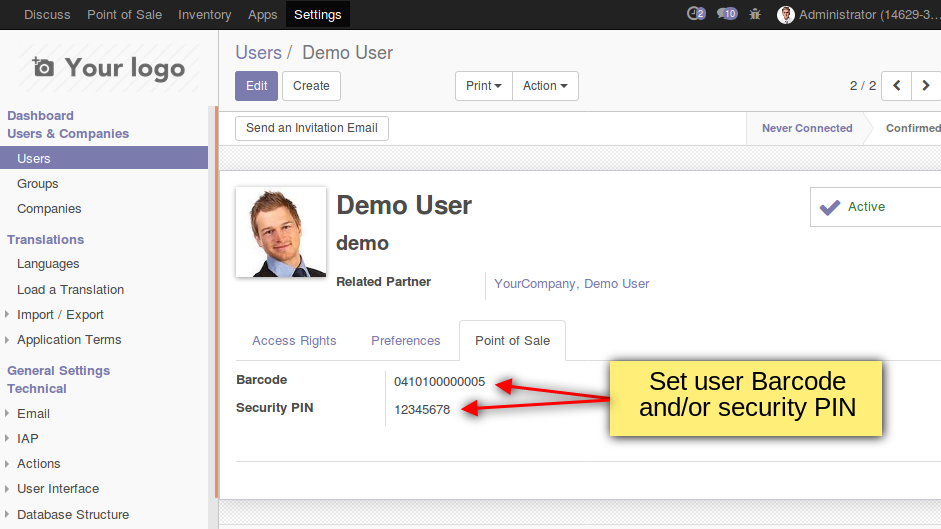 Discuss Point of Sale Inventory Apps Settings 2 10 Administrator (14629-3...
Your logo
Users / Demo User
Edit Create Print Action 2 / 2
Send an Invitation Email Never Connected Confirmed
Dashboard
Users & Companies
Users
Groups
Companies
Translations
Languages
Load a Translation
Import / Export
Application Terms
General Settings
Technical
Email
IAP
Actions
User Interface
Database Structure
Demo User
demo
Active
Related Partner YourCompany, Demo User
Access Rights Preferences Point of Sale
Barcode 0410100000005
Security PIN 12345678
Set user Barcode
and/or security PIN